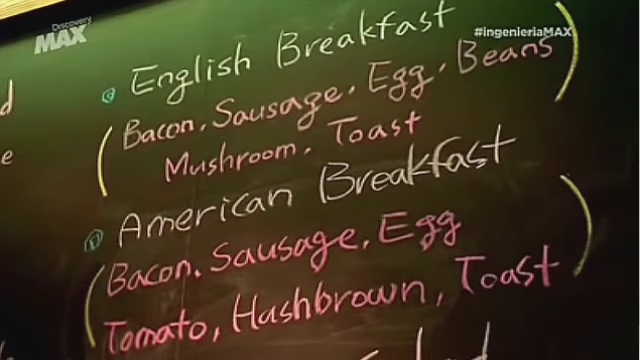 Discovery
MAX
#ingenieriaMAX
English Breakfast
(Bacon, Sausage, Egg, Beans
Mushroom, Toast)
American Breakfast
(Bacon, Sausage, Egg
Tomato, Hashbrown, Toast)